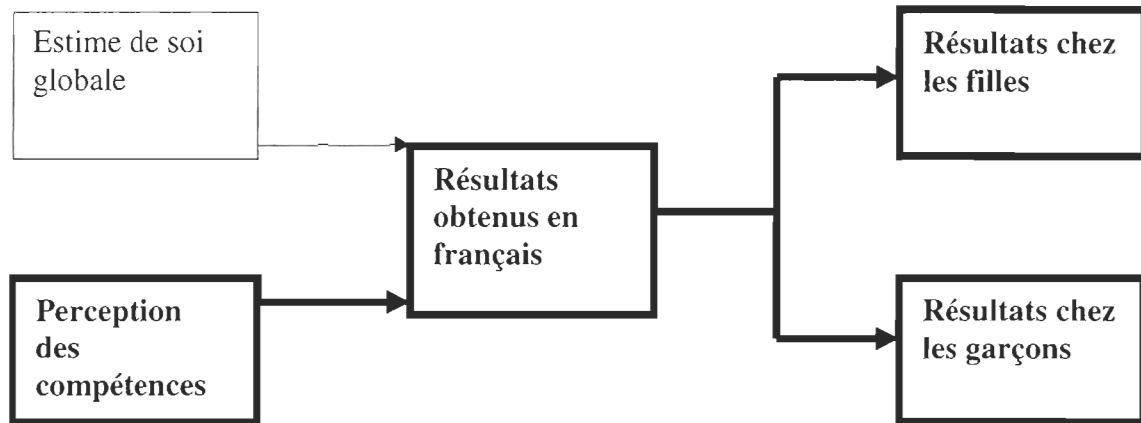 Estime de soi
globale
Perception
des
compétences
Résultats
obtenus en
français
Résultats chez
les filles
Résultats chez
les garçons